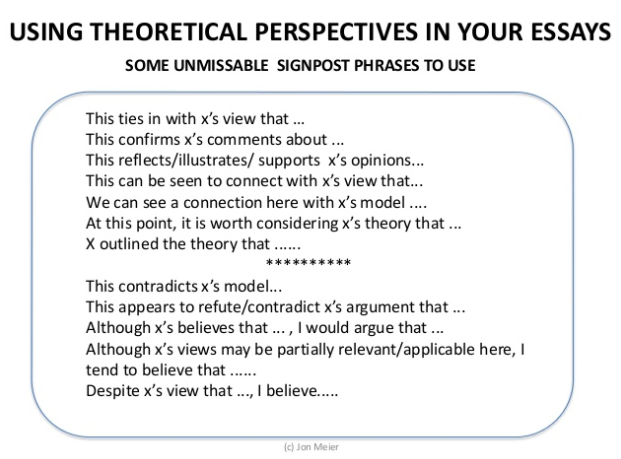 USING THEORETICAL PERSPECTIVES IN YOUR ESSAYS
SOME UNMISSABLE SIGNPOST PHRASES TO USE
This ties in with x's view that ...
This confirms x's comments about ...
This reflects/illustrates/ supports x's opinions...
This can be seen to connect with x's view that...
We can see a connection here with x's model ....
At this point, it is worth considering x's theory that ...
X outlined the theory that ......
**********
This contradicts x's model...
This appears to refute/contradict x's argument that ...
Although x's believes that ... , I would argue that ...
Although x's views may be partially relevant/applicable here, I
tend to believe that ......
Despite x's view that ..., I believe.....
(c) Jon Meier